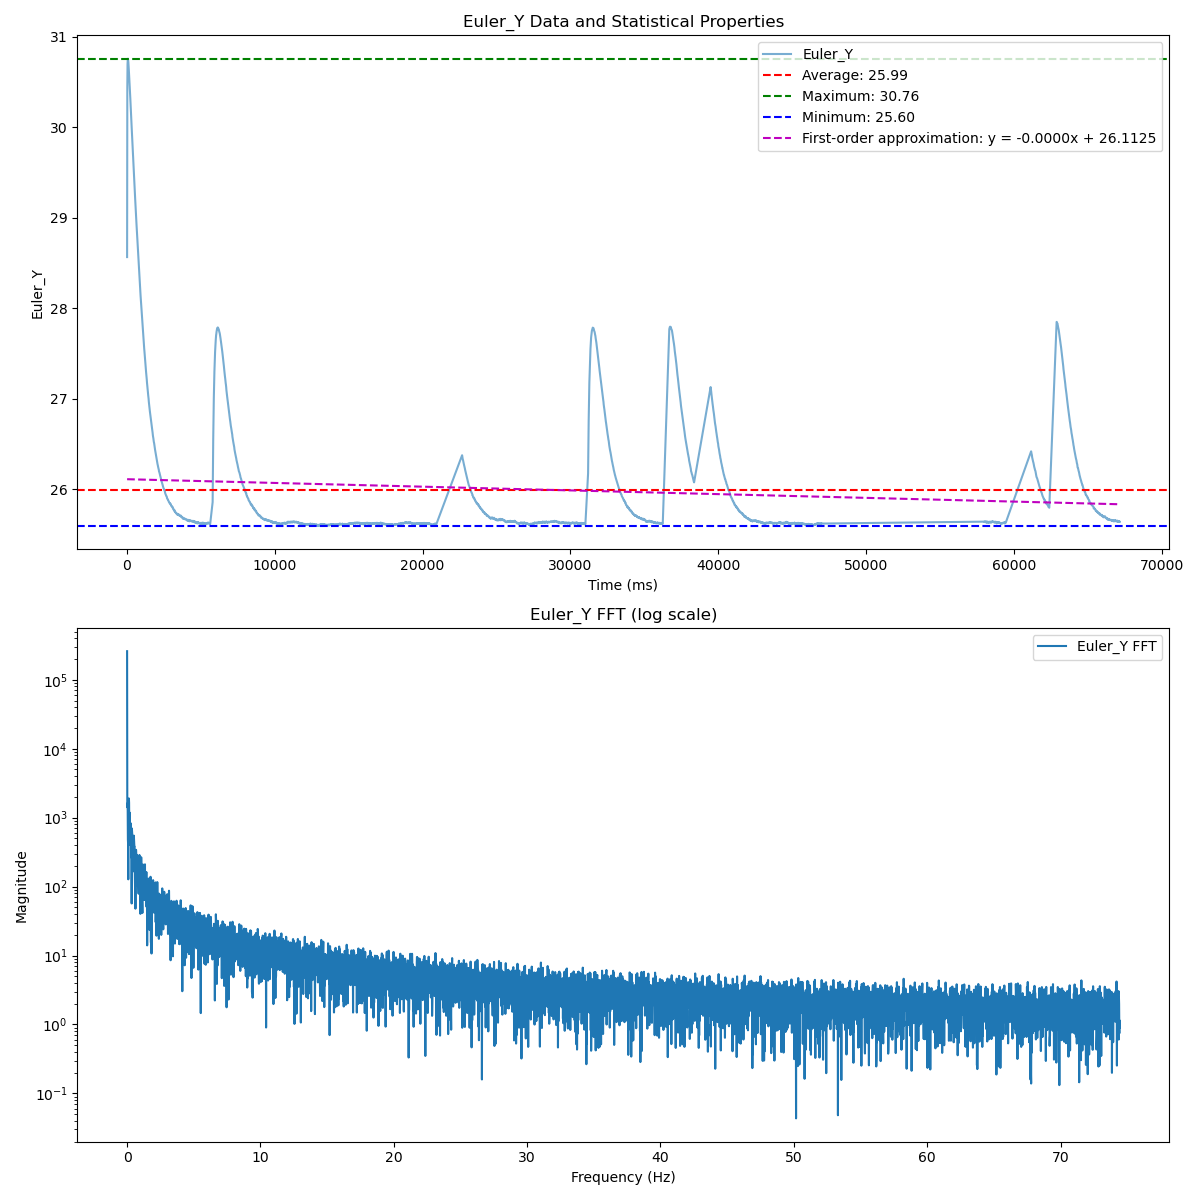 Euler_Y Data and Statistical Properties
31
30
29
28
27
26
Euler_Y
Euler_Y
Average: 25.99
Maximum: 30.76
Minimum: 25.60
First-order approximation: y = -0.0000x + 26.1125
0 10000 20000 30000 40000 50000 60000 70000
Time (ms)
Euler_Y FFT (log scale)
Euler_Y FFT
10^5
10^4
10^3
10^2
10^1
10^0
10^-1
Magnitude
0 10 20 30 40 50 60 70
Frequency (Hz)